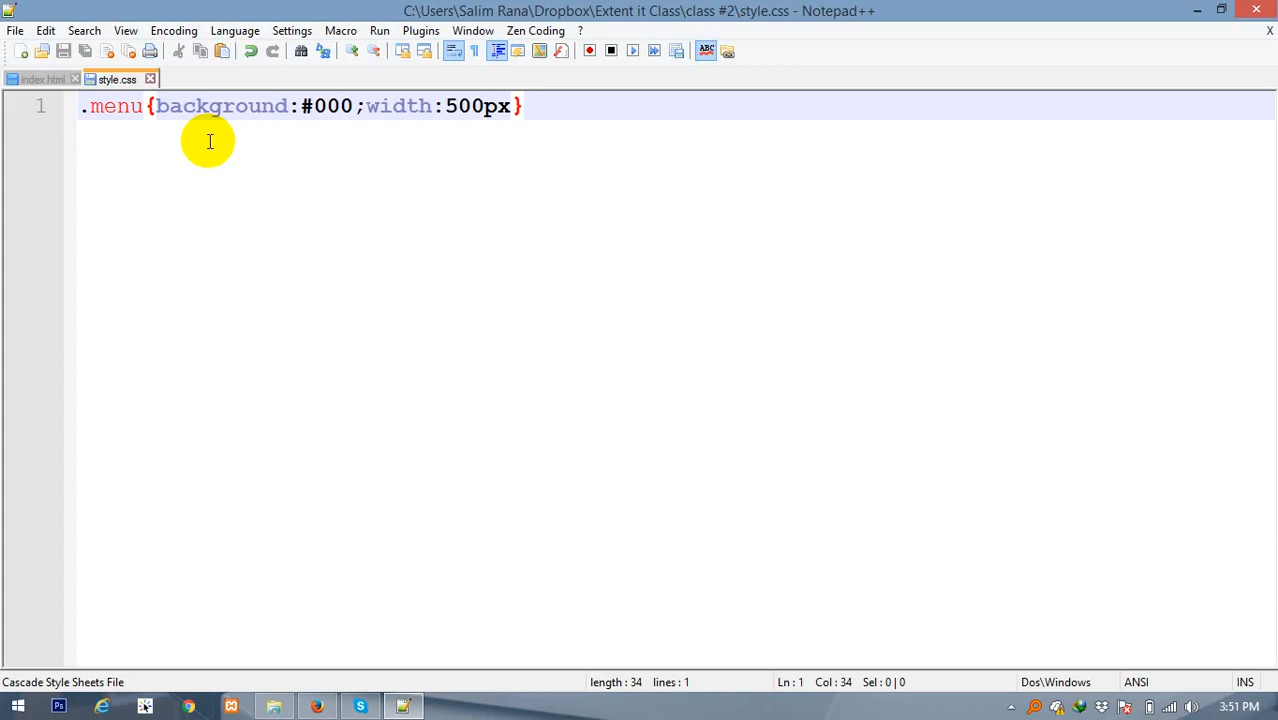 C:\Users\Salim Rana\Dropbox\Extent it Class\class #2\style.css - Notepad++
File Edit Search View Encoding Language Settings Macro Run Plugins Window Zen Coding ? X
index.html style.css
1 .menu{background:#000;width:500px}
Cascade Style Sheets File length : 34 lines : 1 Ln : 1 Col : 34 Sel : 0 | 0 Dos\Windows ANSI INS
3:51 PM